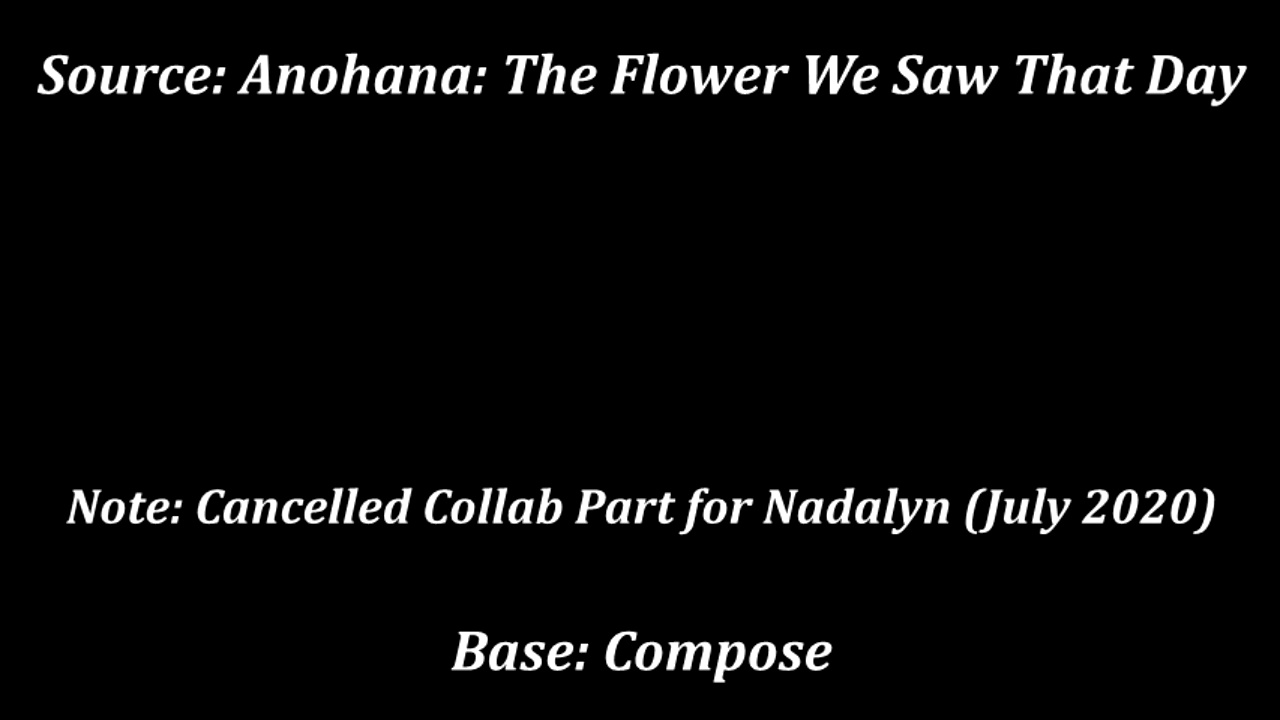 Source: Anohana: The Flower We Saw That Day
Note: Cancelled Collab Part for Nadalyn (July 2020)
Base: Compose